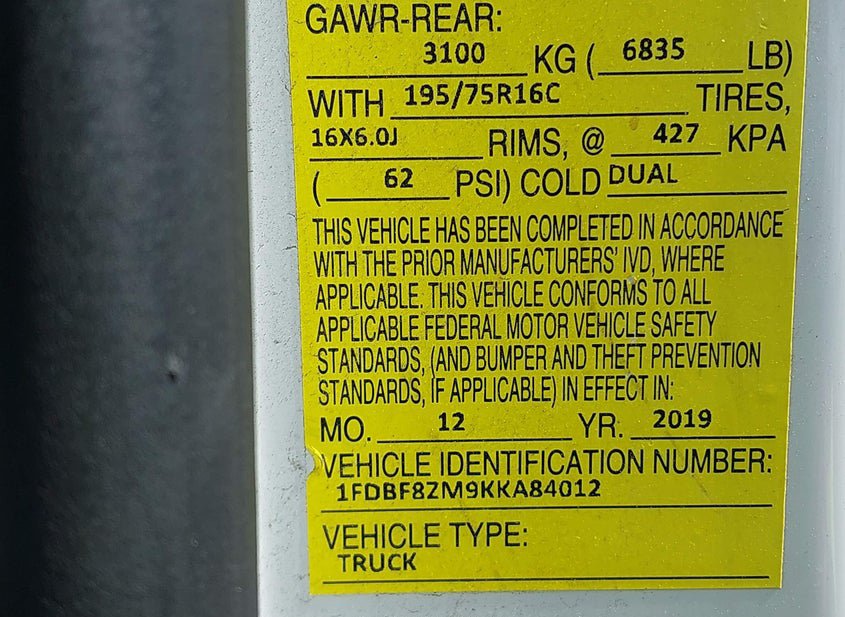 GAWR-REAR:
3100 KG ( 6835 LB)
WITH 195/75R16C TIRES,
16X6.0J RIMS, @ 427 KPA
( 62 PSI) COLD DUAL
THIS VEHICLE HAS BEEN COMPLETED IN ACCORDANCE
WITH THE PRIOR MANUFACTURERS' IVD, WHERE
APPLICABLE. THIS VEHICLE CONFORMS TO ALL
APPLICABLE FEDERAL MOTOR VEHICLE SAFETY
STANDARDS, (AND BUMPER AND THEFT PREVENTION
STANDARDS, IF APPLICABLE) IN EFFECT IN:
MO. 12 YR. 2019
VEHICLE IDENTIFICATION NUMBER:
1FDBF8ZM9KKA84012
VEHICLE TYPE:
TRUCK